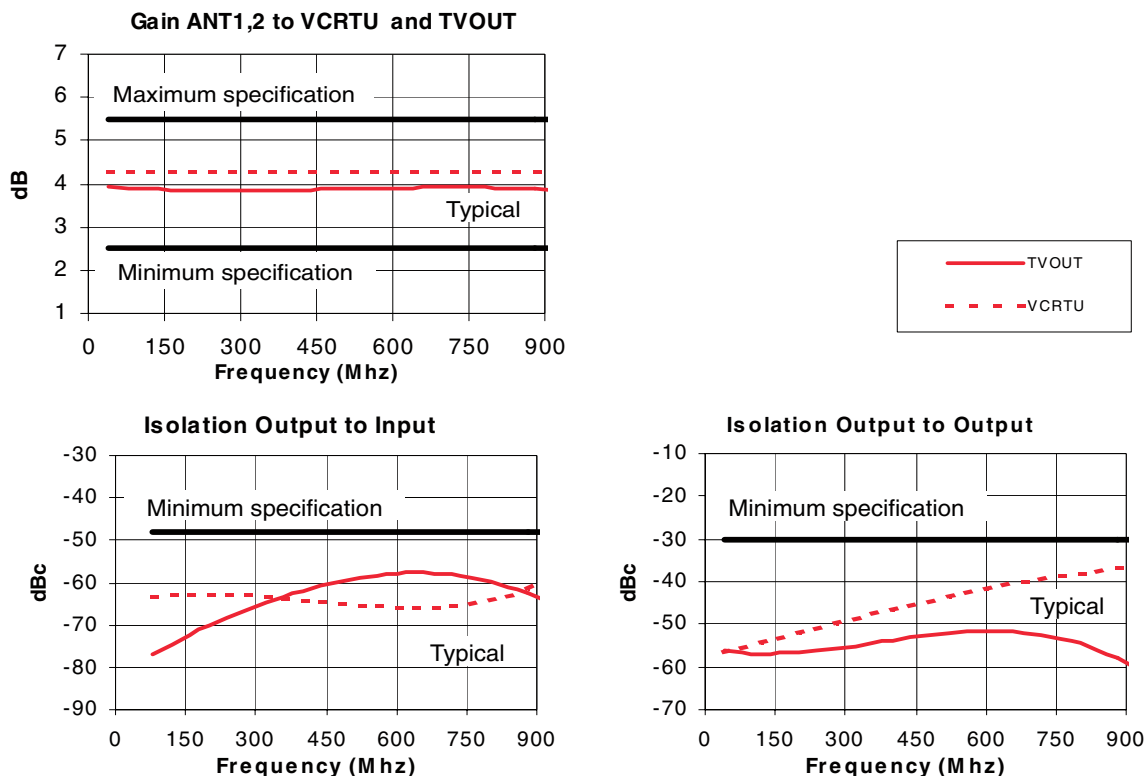 Gain ANT1,2 to VCRTU and TVOUT
7
6
5
4
3
2
1
dB
Maximum specification
Typical
Minimum specification
0 150 300 450 600 750 900
Frequency (Mhz)
TVOUT
VCRTU
Isolation Output to Input
-30
-40
-50
-60
-70
-80
-90
dBc
Minimum specification
Typical
0 150 300 450 600 750 900
Frequency (Mhz)
Isolation Output to Output
-10
-20
-30
-40
-50
-60
-70
dBc
Minimum specification
Typical
0 150 300 450 600 750 900
Frequency (Mhz)